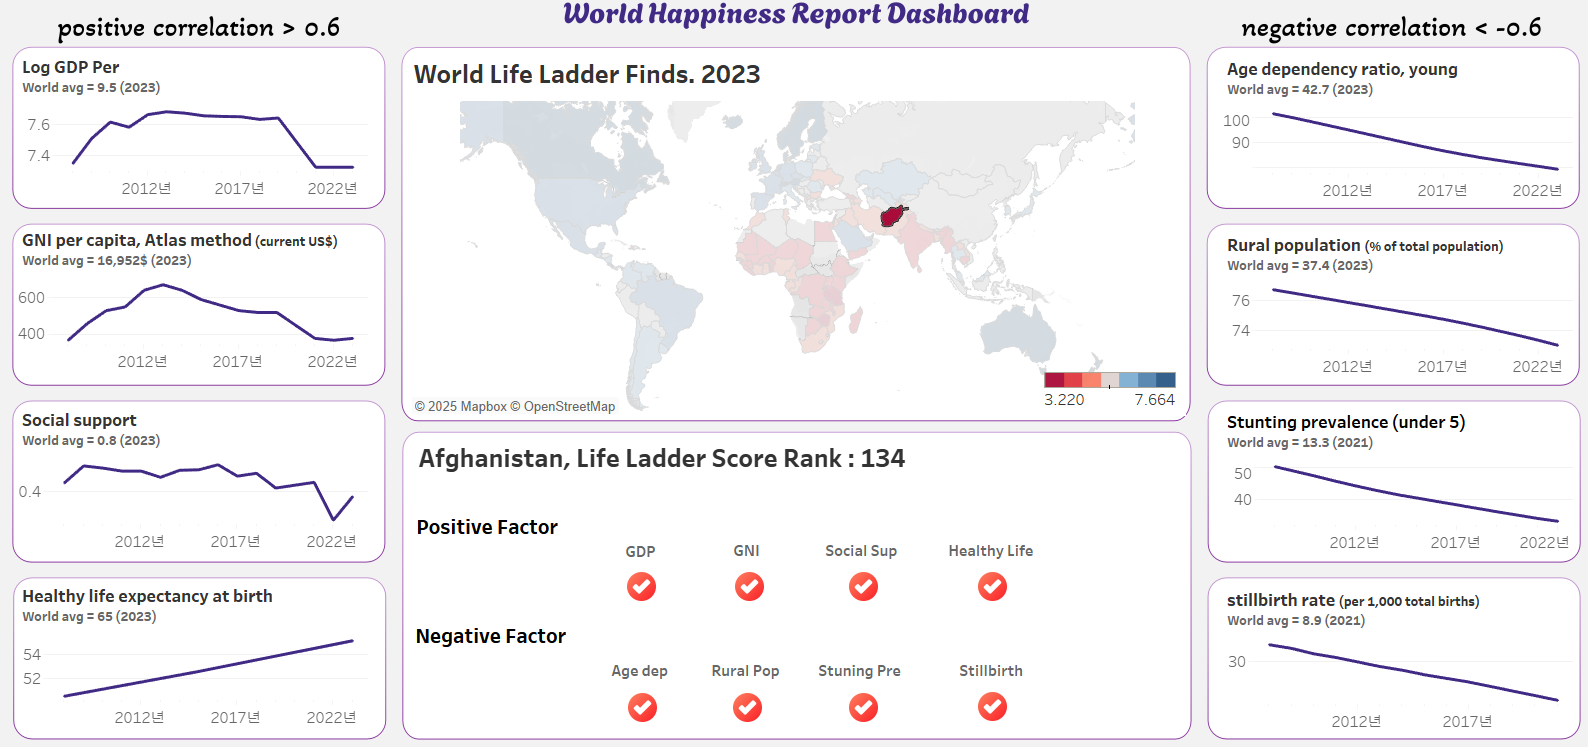 World Happiness Report Dashboard
positive correlation > 0.6
Log GDP Per
World avg = 9.5 (2023)
7.6
7.4
2012년 2017년 2022년
GNI per capita, Atlas method (current US$)
World avg = 16,952$ (2023)
600
400
2012년 2017년 2022년
Social support
World avg = 0.8 (2023)
0.4
2012년 2017년 2022년
Healthy life expectancy at birth
World avg = 65 (2023)
54
52
2012년 2017년 2022년
World Life Ladder Finds. 2023
3.220 7.664
© 2025 Mapbox © OpenStreetMap
Afghanistan, Life Ladder Score Rank : 134
Positive Factor
GDP GNI Social Sup Healthy Life
Negative Factor
Age dep Rural Pop Stuning Pre Stillbirth
negative correlation < -0.6
Age dependency ratio, young
World avg = 42.7 (2023)
100
90
2012년 2017년 2022년
Rural population (% of total population)
World avg = 37.4 (2023)
76
74
2012년 2017년 2022년
Stunting prevalence (under 5)
World avg = 13.3 (2021)
50
40
2012년 2017년 2022년
stillbirth rate (per 1,000 total births)
World avg = 8.9 (2021)
30
2012년 2017년